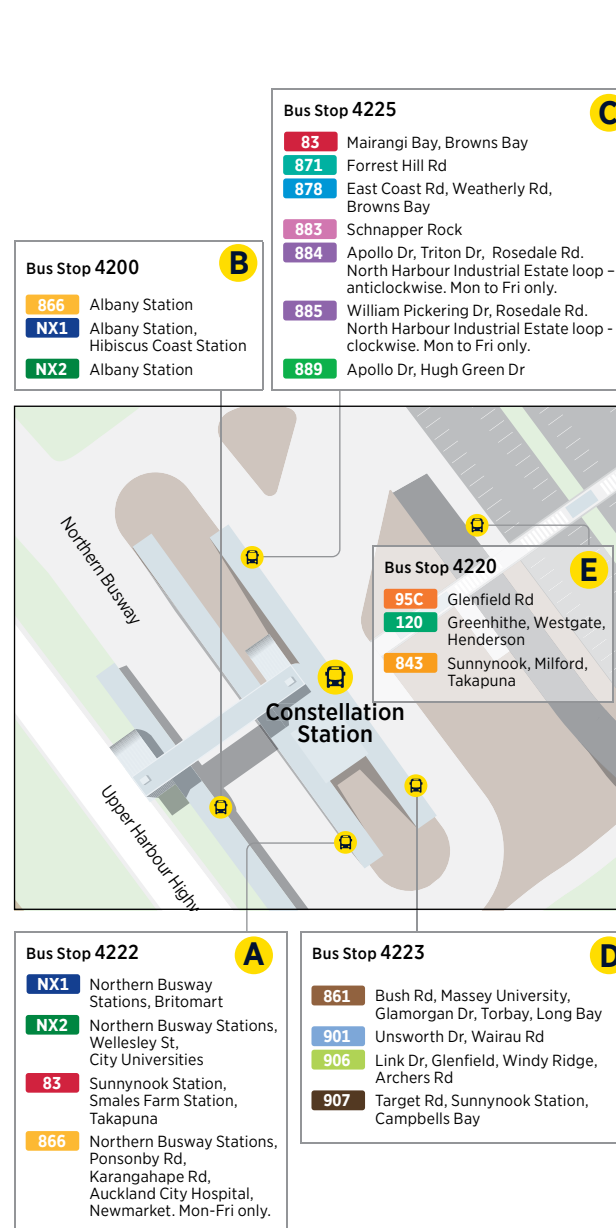 Bus Stop 4225
C
83 Mairangi Bay, Browns Bay
871 Forrest Hill Rd
878 East Coast Rd, Weatherly Rd,
Browns Bay
883 Schnapper Rock
884 Apollo Dr, Triton Dr, Rosedale Rd.
North Harbour Industrial Estate loop –
anticlockwise. Mon to Fri only.
885 William Pickering Dr, Rosedale Rd.
North Harbour Industrial Estate loop -
clockwise. Mon to Fri only.
889 Apollo Dr, Hugh Green Dr
Bus Stop 4200
B
866 Albany Station
NX1 Albany Station,
Hibiscus Coast Station
NX2 Albany Station
Northern Busway
Bus Stop 4220
E
95C Glenfield Rd
120 Greenhithe, Westgate,
Henderson
843 Sunnynook, Milford,
Takapuna
Constellation
Station
Upper Harbour Highw
Bus Stop 4222
A
NX1 Northern Busway
Stations, Britomart
NX2 Northern Busway Stations,
Wellesley St,
City Universities
83 Sunnynook Station,
Smales Farm Station,
Takapuna
866 Northern Busway Stations,
Ponsonby Rd,
Karangahape Rd,
Auckland City Hospital,
Newmarket. Mon-Fri only.
Bus Stop 4223
D
861 Bush Rd, Massey University,
Glamorgan Dr, Torbay, Long Bay
901 Unsworth Dr, Wairau Rd
906 Link Dr, Glenfield, Windy Ridge,
Archers Rd
907 Target Rd, Sunnynook Station,
Campbells Bay